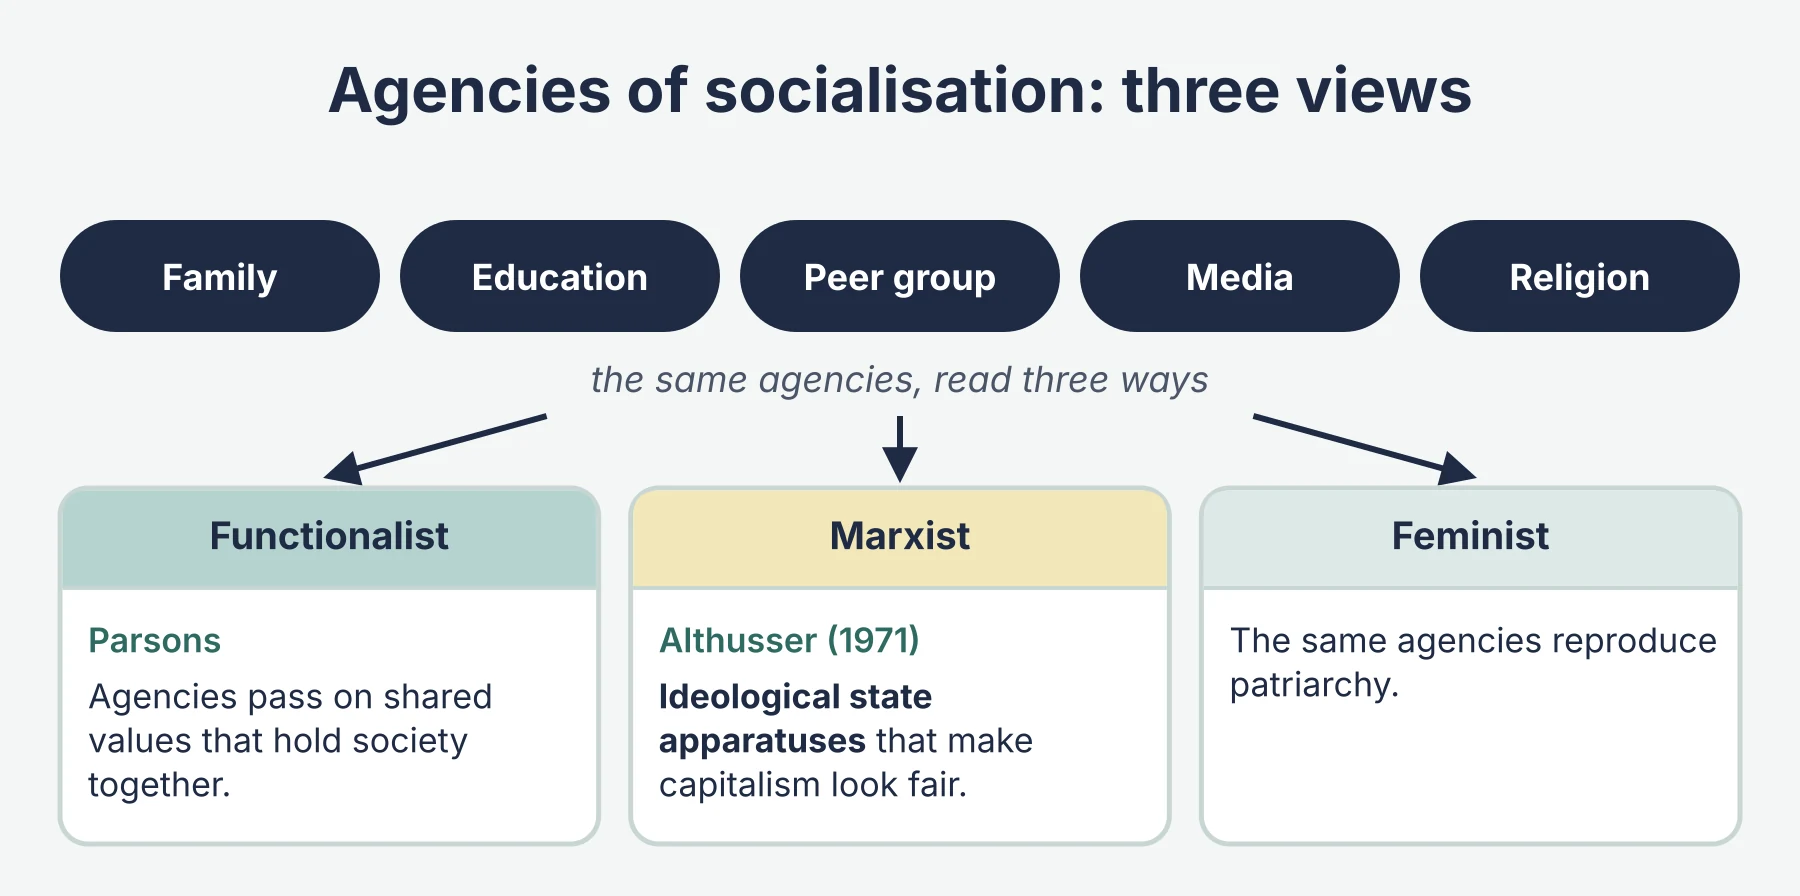 Agencies of socialisation: three views
Family
Education
Peer group
Media
Religion
the same agencies, read three ways
Functionalist
Parsons
Agencies pass on shared
values that hold society
together.
Marxist
Althusser (1971)
Ideological state
apparatuses that make
capitalism look fair.
Feminist
The same agencies reproduce
patriarchy.